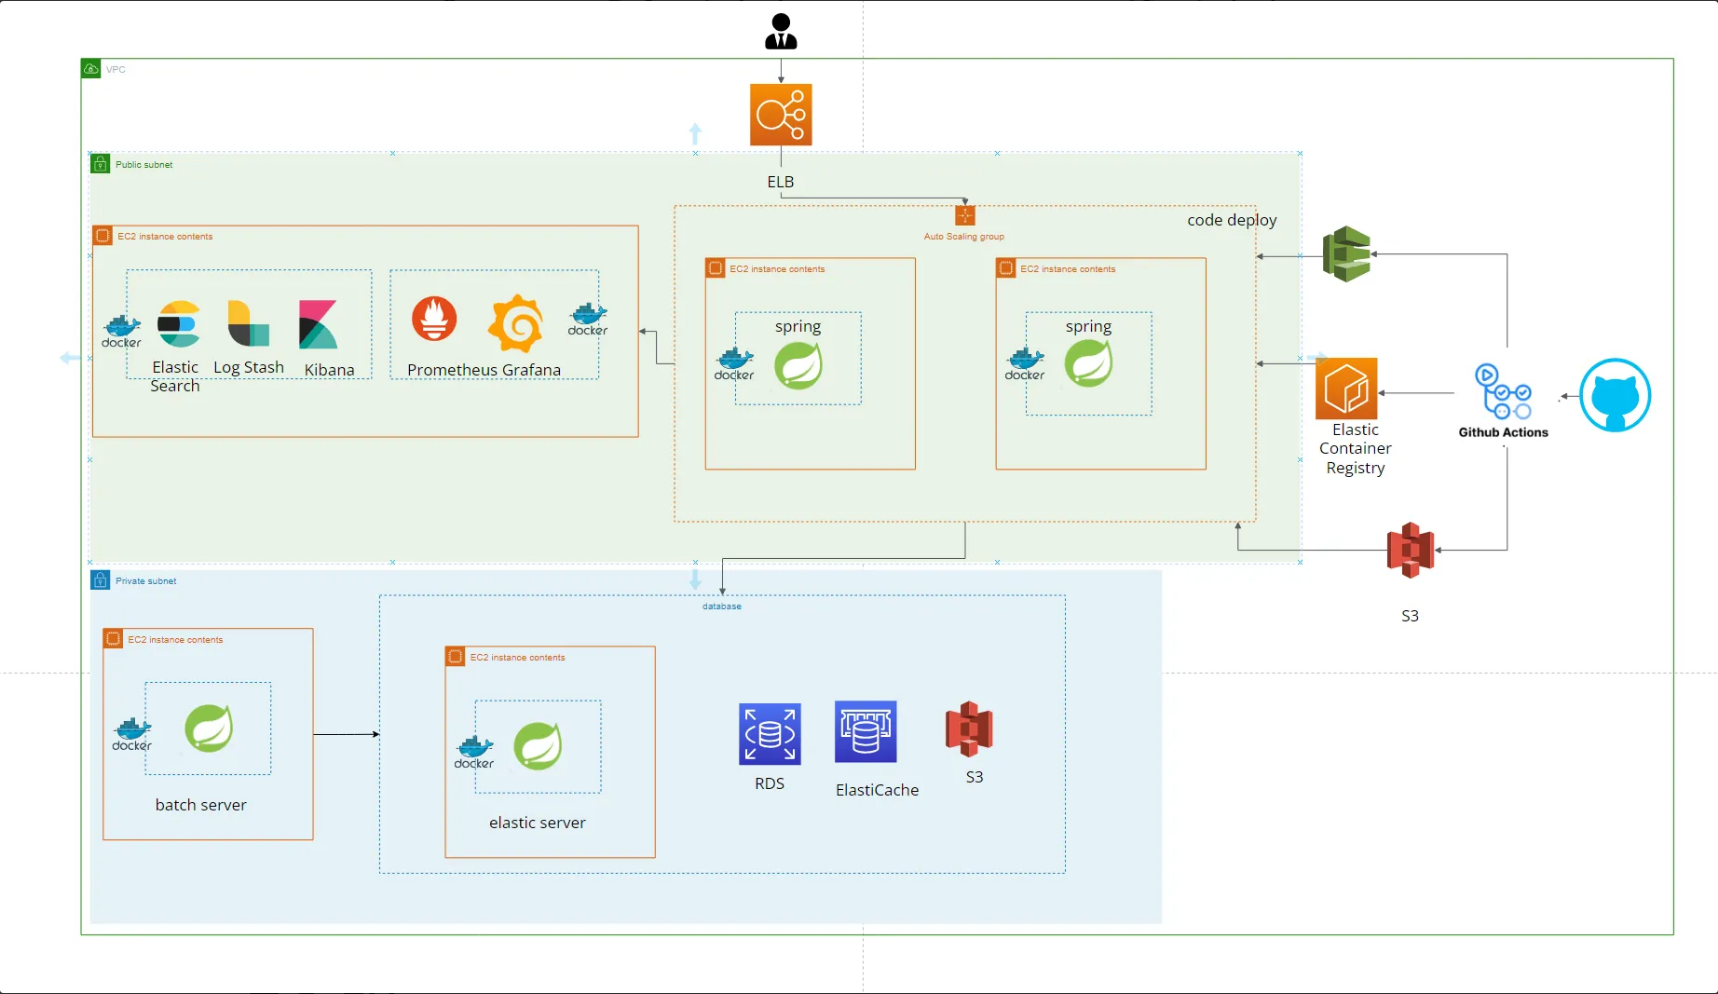 VPC
ELB
Public subnet
EC2 instance contents
docker
Elastic
Search
Log Stash
Kibana
Prometheus Grafana
docker
Auto Scaling group
code deploy
EC2 instance contents
spring
docker
EC2 instance contents
spring
docker
Elastic
Container
Registry
Github Actions
S3
Private subnet
EC2 instance contents
docker
batch server
database
EC2 instance contents
docker
elastic server
RDS
ElastiCache
S3